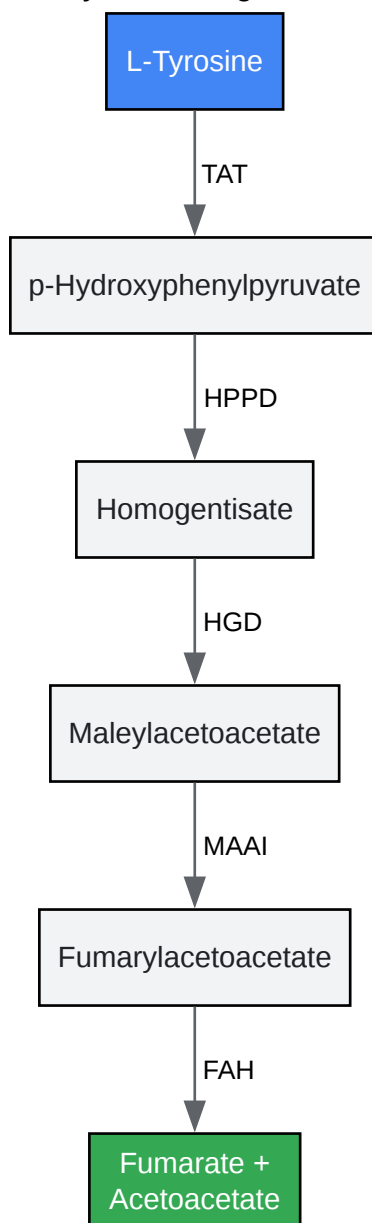 L-Tyrosine
TAT
p-Hydroxyphenylpyruvate
HPPD
Homogentisate
HGD
Maleylacetoacetate
MAAI
Fumarylacetoacetate
FAH
Fumarate +
Acetoacetate